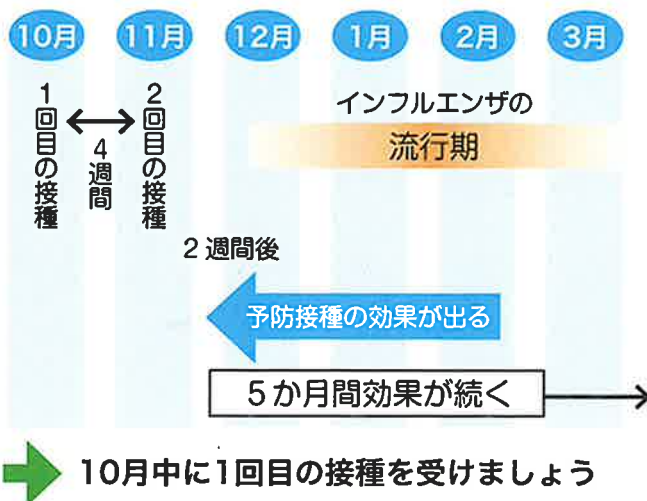 10月 11月 12月 1月 2月 3月
1回目の接種
4週間
2回目の接種
インフルエンザの
流行期
2週間後
予防接種の効果が出る
5か月間効果が続く
10月中に1回目の接種を受けましょう